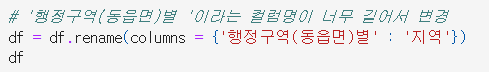 # '행정구역(동읍면)별 '이라는 컬럼명이 너무 길어서 변경
df = df.rename(columns = {'행정구역(동읍면)별' : '지역'})
df